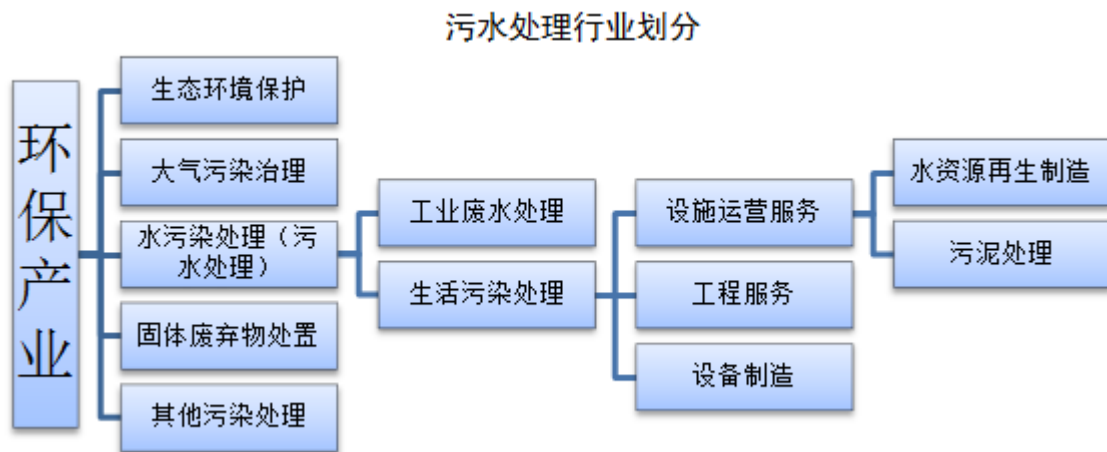 污水处理行业划分
环
保
产
业
生态环境保护
大气污染治理
水污染处理（污
水处理）
固体废弃物处置
其他污染处理
工业废水处理
生活污染处理
设施运营服务
工程服务
设备制造
水资源再生制造
污泥处理